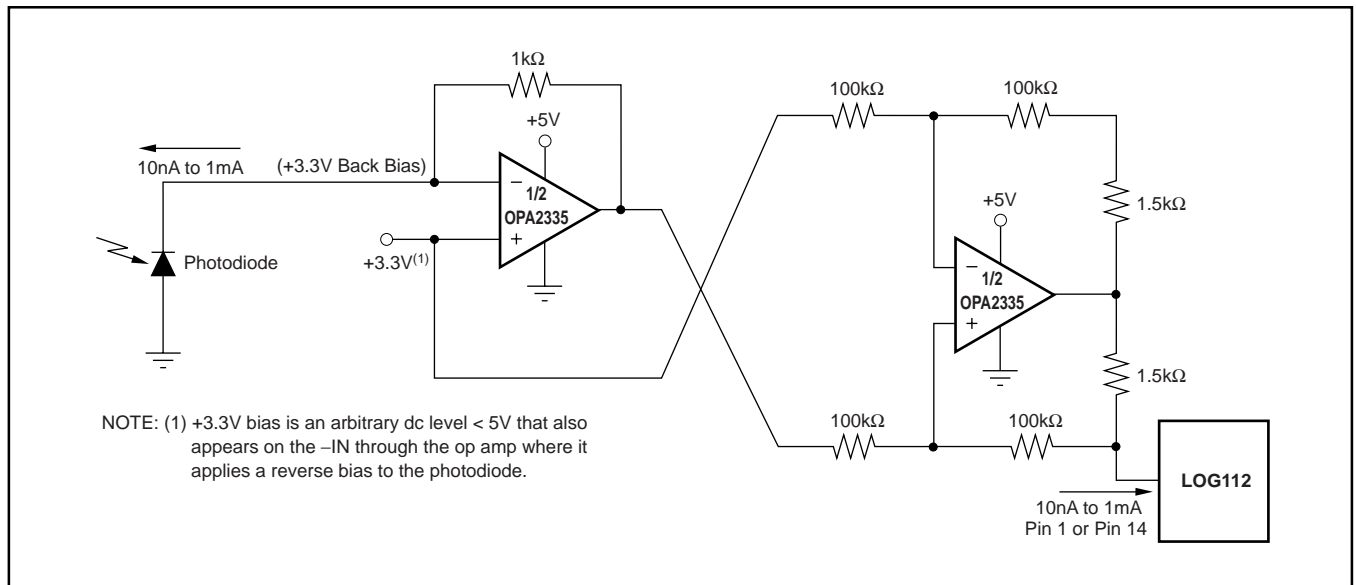 1kΩ
+5V
10nA to 1mA
(+3.3V Back Bias)
−
1/2
OPA2335
+
+3.3V(1)
Photodiode
100kΩ
100kΩ
1.5kΩ
+5V
−
1/2
OPA2335
+
1.5kΩ
100kΩ
100kΩ
LOG112
10nA to 1mA
Pin 1 or Pin 14
NOTE: (1) +3.3V bias is an arbitrary dc level < 5V that also
appears on the –IN through the op amp where it
applies a reverse bias to the photodiode.